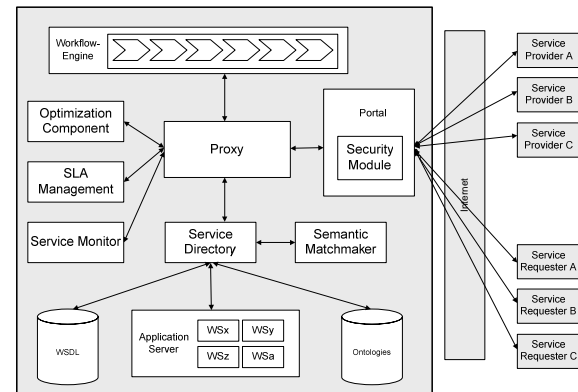 Workflow-
Engine
Optimization
Component
SLA
Management
Service Monitor
Proxy
Portal
Security
Module
Service
Directory
Semantic
Matchmaker
WSDL
Application
Server
WSx
WSy
WSz
WSa
Ontologies
Internet
Service
Provider A
Service
Provider B
Service
Provider C
Service
Requester A
Service
Requester B
Service
Requester C